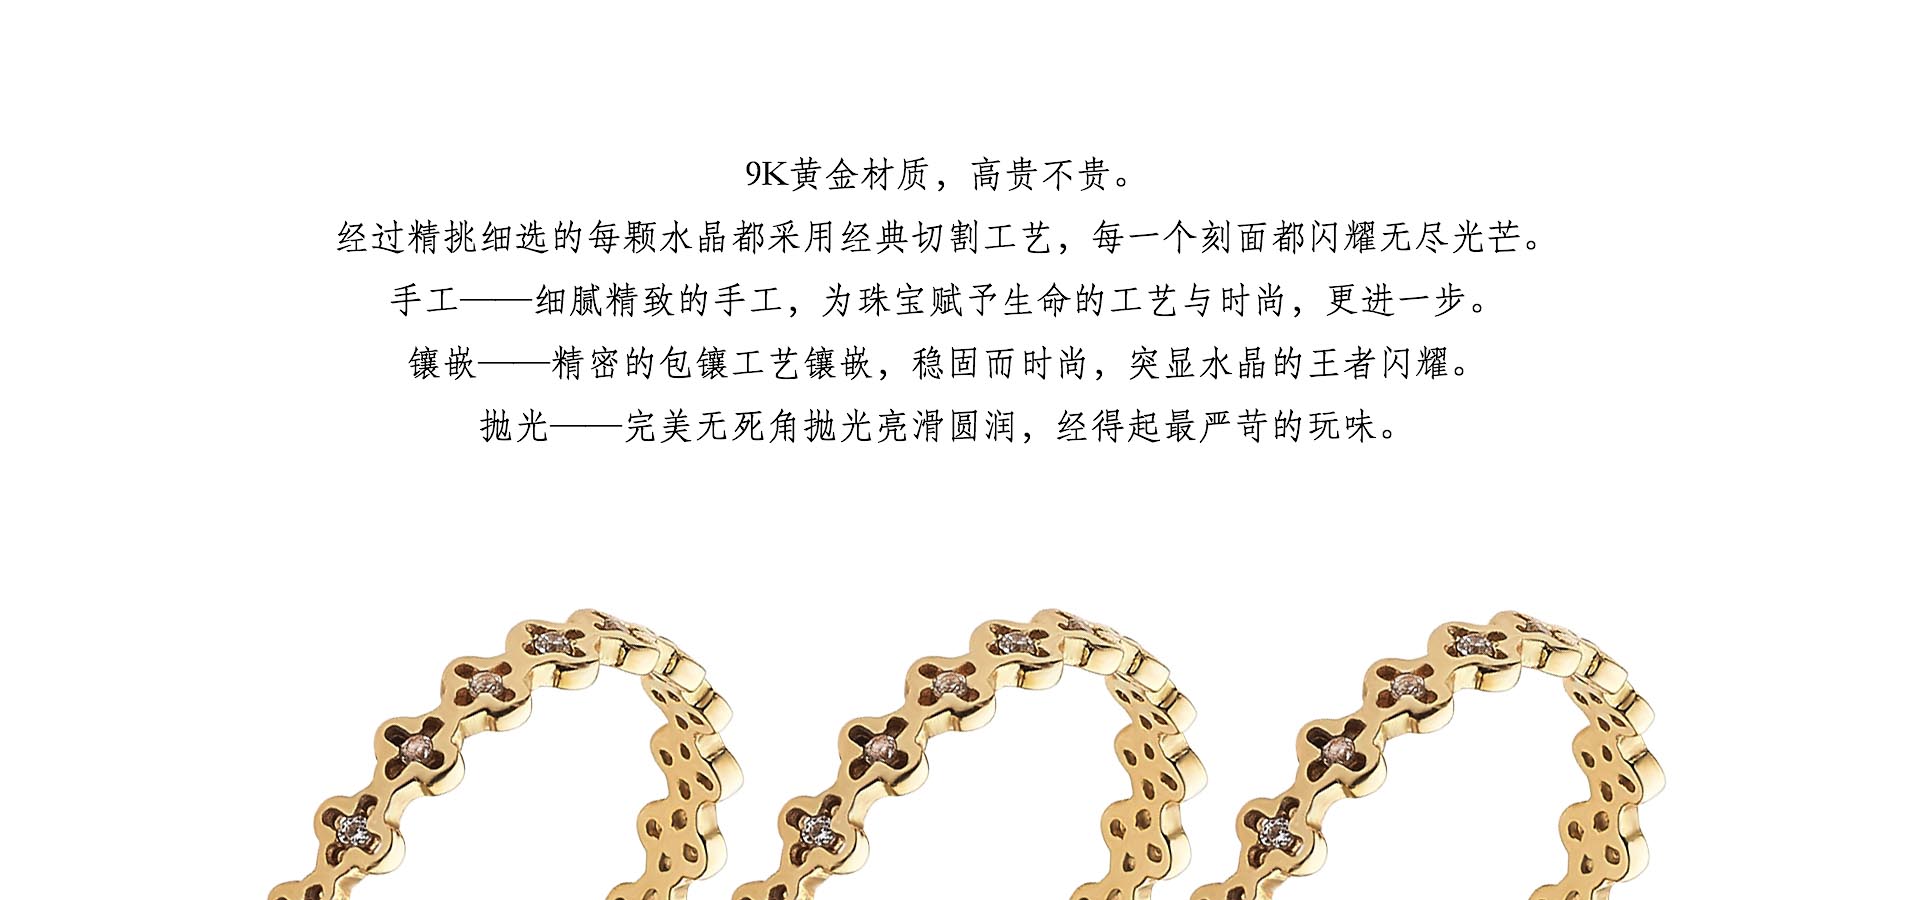 9K黄金材质，高贵不贵。
经过精挑细选的每颗水晶都采用经典切割工艺，每一个刻面都闪耀无尽光芒。
手工——细腻精致的手工，为珠宝赋予生命的工艺与时尚，更进一步。
镶嵌——精密的包镶工艺镶嵌，稳固而时尚，突显水晶的王者闪耀。
抛光——完美无死角抛光亮滑圆润，经得起最严苛的玩味。